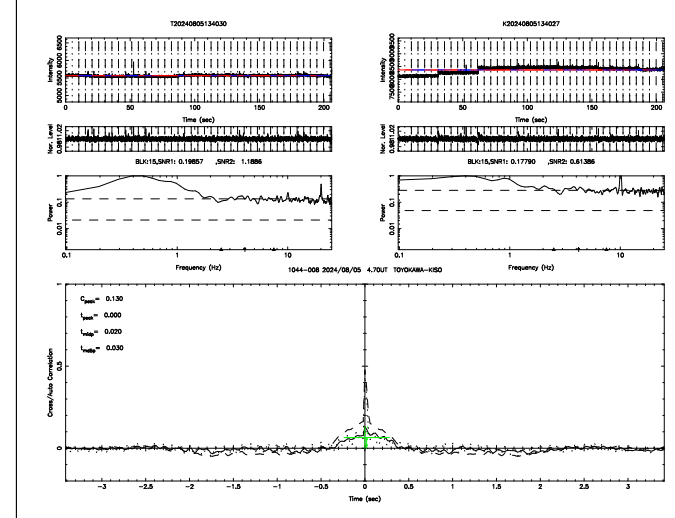 T20240805134030
K20240805134027
Intensity
5000 5500 6000 6500
0 50 100 150 200
Time (sec)
Intensity
0 50 100 150 200
Time (sec)
Nor. Level
Nor. Level
BLK:15,SNR1: 0.19857 ,SNR2: 1.1886
BLK:15,SNR1: 0.17790 ,SNR2: 0.61386
Power
0.01 0.1 1
0.1 1 10
Frequency (Hz)
Power
0.01 0.1 1
0.1 1 10
Frequency (Hz)
1044-008 2024/08/05 4.70UT TOYOKAWA-KISO
Cross/Auto Correlation
0 0.5 1
C_peak= 0.130
t_peak= 0.000
t_midp= 0.020
-3 -2.5 -2 -1.5 -1 -0.5 0 0.5 1 1.5 2 2.5 3
Time (sec)